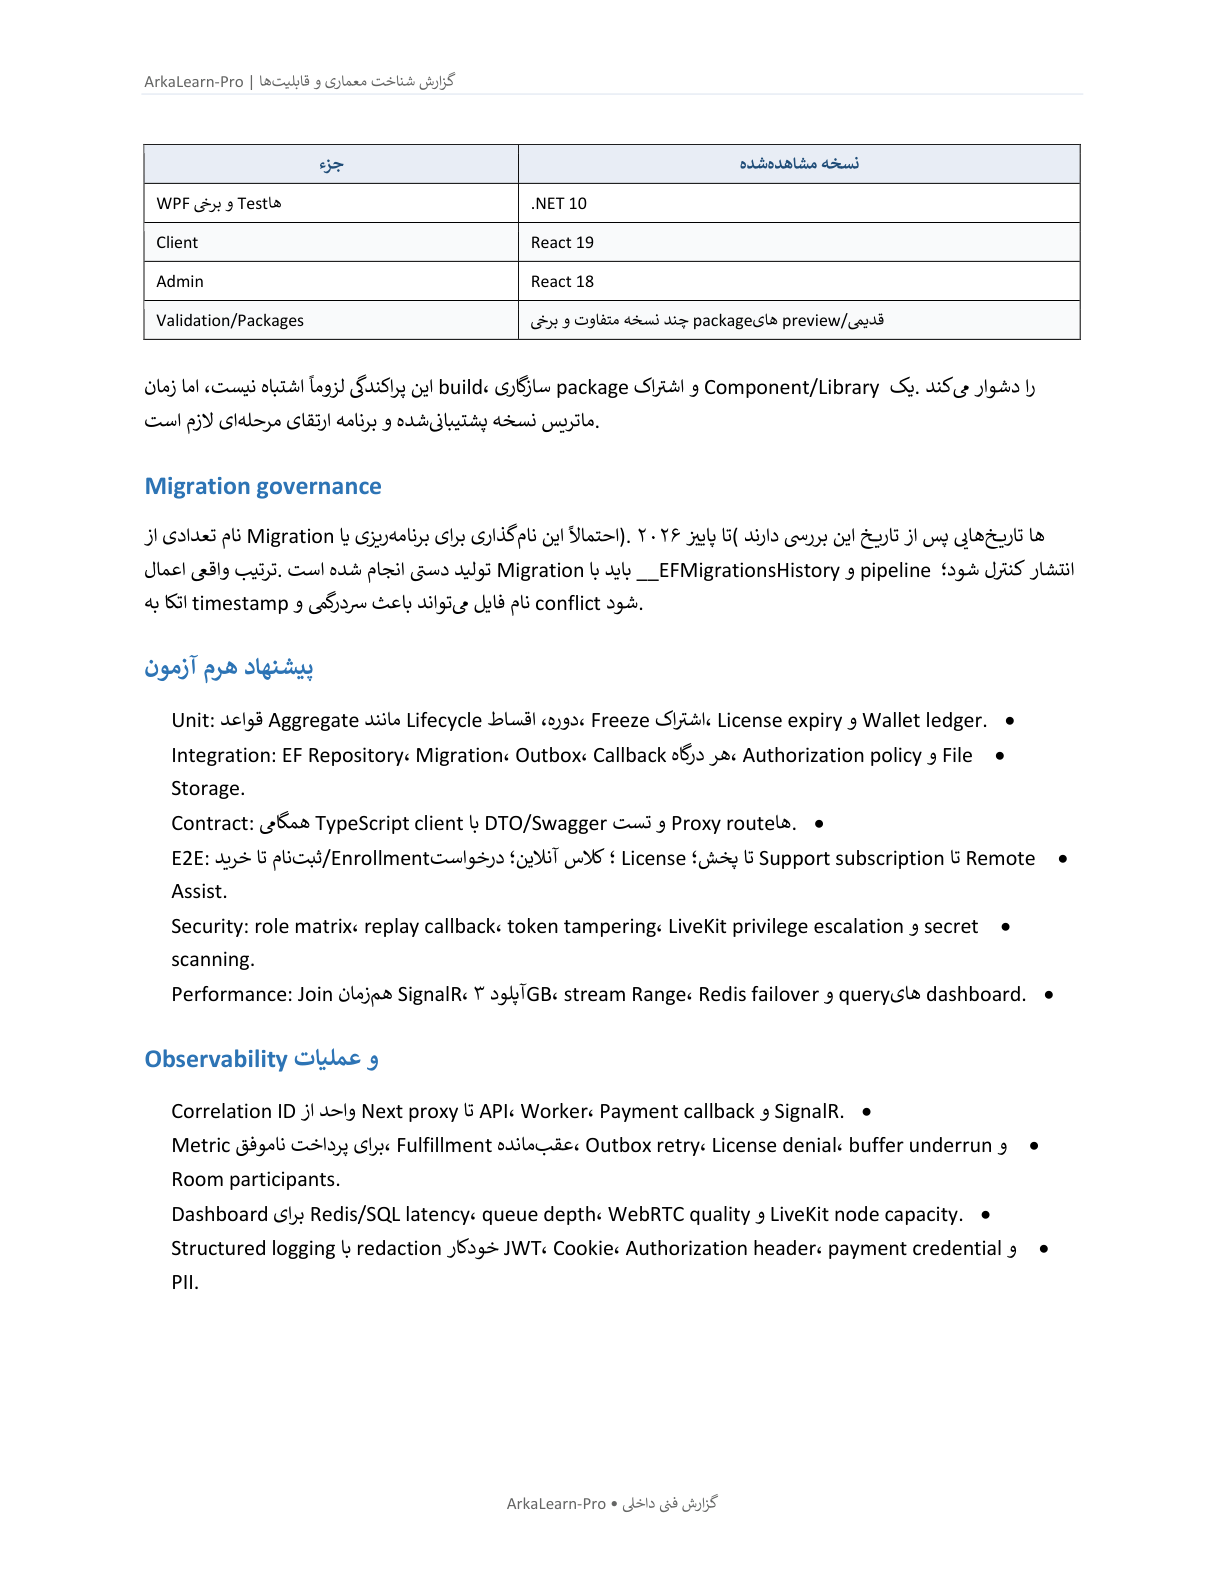 ArkaLearn-Pro | گزارش شناخت معماری و قابلیت‌ها
جزء	نسخه مشاهده‌شده
WPF و برخی Testها	.NET 10
Client	React 19
Admin	React 18
Validation/Packages	چند نسخه متفاوت و برخی packageهای preview/قدیمی
این پراکندگی لزوماً اشتباه نیست، اما زمان build، سازگاری package و اشتراک Component/Library را دشوار می‌کند. یک
ماتریس نسخه پشتیبانی‌شده و برنامه ارتقای مرحله‌ای لازم است.
Migration governance
نام تعدادی از Migrationها تاریخ‌هایی پس از تاریخ این بررسی دارند (تا پاییز ۲۰۲۶). احتمالاً این نام‌گذاری برای برنامه‌ریزی یا
تولید دستی انجام شده است. ترتیب واقعی اعمال Migration باید با __EFMigrationsHistory و pipeline انتشار کنترل شود؛
اتکا به timestamp نام فایل می‌تواند باعث سردرگمی و conflict شود.
پیشنهاد هرم آزمون
• Unit: قواعد Aggregate مانند Lifecycle دوره، اقساط، Freeze اشتراک، License expiry و Wallet ledger.
• Integration: EF Repository، Migration، Outbox، Callback هر درگاه، Authorization policy و File
Storage.
• Contract: همگامی TypeScript client با DTO/Swagger و تست Proxy routeها.
• E2E: ثبت‌نام تا خرید/Enrollment؛ کلاس آنلاین؛ درخواست License تا پخش؛ Support subscription تا Remote
Assist.
• Security: role matrix، replay callback، token tampering، LiveKit privilege escalation و secret
scanning.
• Performance: Join هم‌زمان SignalR، آپلود ۳GB، stream Range، Redis failover و queryهای dashboard.
Observability و عملیات
• Correlation ID واحد از Next proxy تا API، Worker، Payment callback و SignalR.
• Metric برای پرداخت ناموفق، Fulfillment عقب‌مانده، Outbox retry، License denial، buffer underrun و
Room participants.
• Dashboard برای Redis/SQL latency، queue depth، WebRTC quality و LiveKit node capacity.
• Structured logging با redaction خودکار JWT، Cookie، Authorization header، payment credential و
PII.
ArkaLearn-Pro • گزارش فنی داخلی